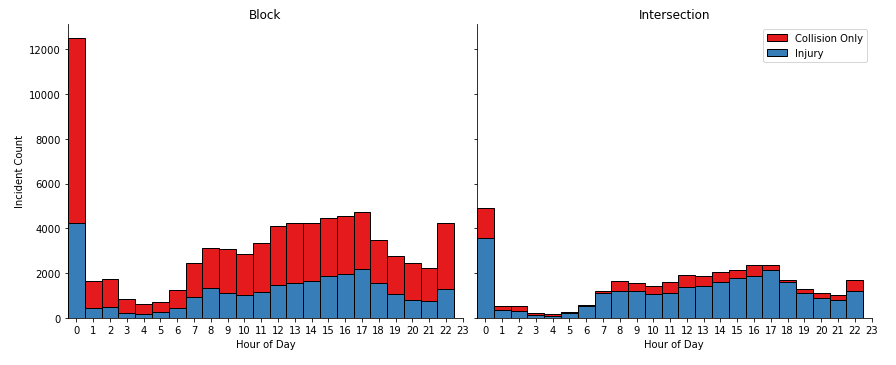 Block
Intersection
Collision Only
Injury
Incident Count
12000
10000
8000
6000
4000
2000
0
0 1 2 3 4 5 6 7 8 9 10 11 12 13 14 15 16 17 18 19 20 21 22 23
0 1 2 3 4 5 6 7 8 9 10 11 12 13 14 15 16 17 18 19 20 21 22 23
Hour of Day
Hour of Day